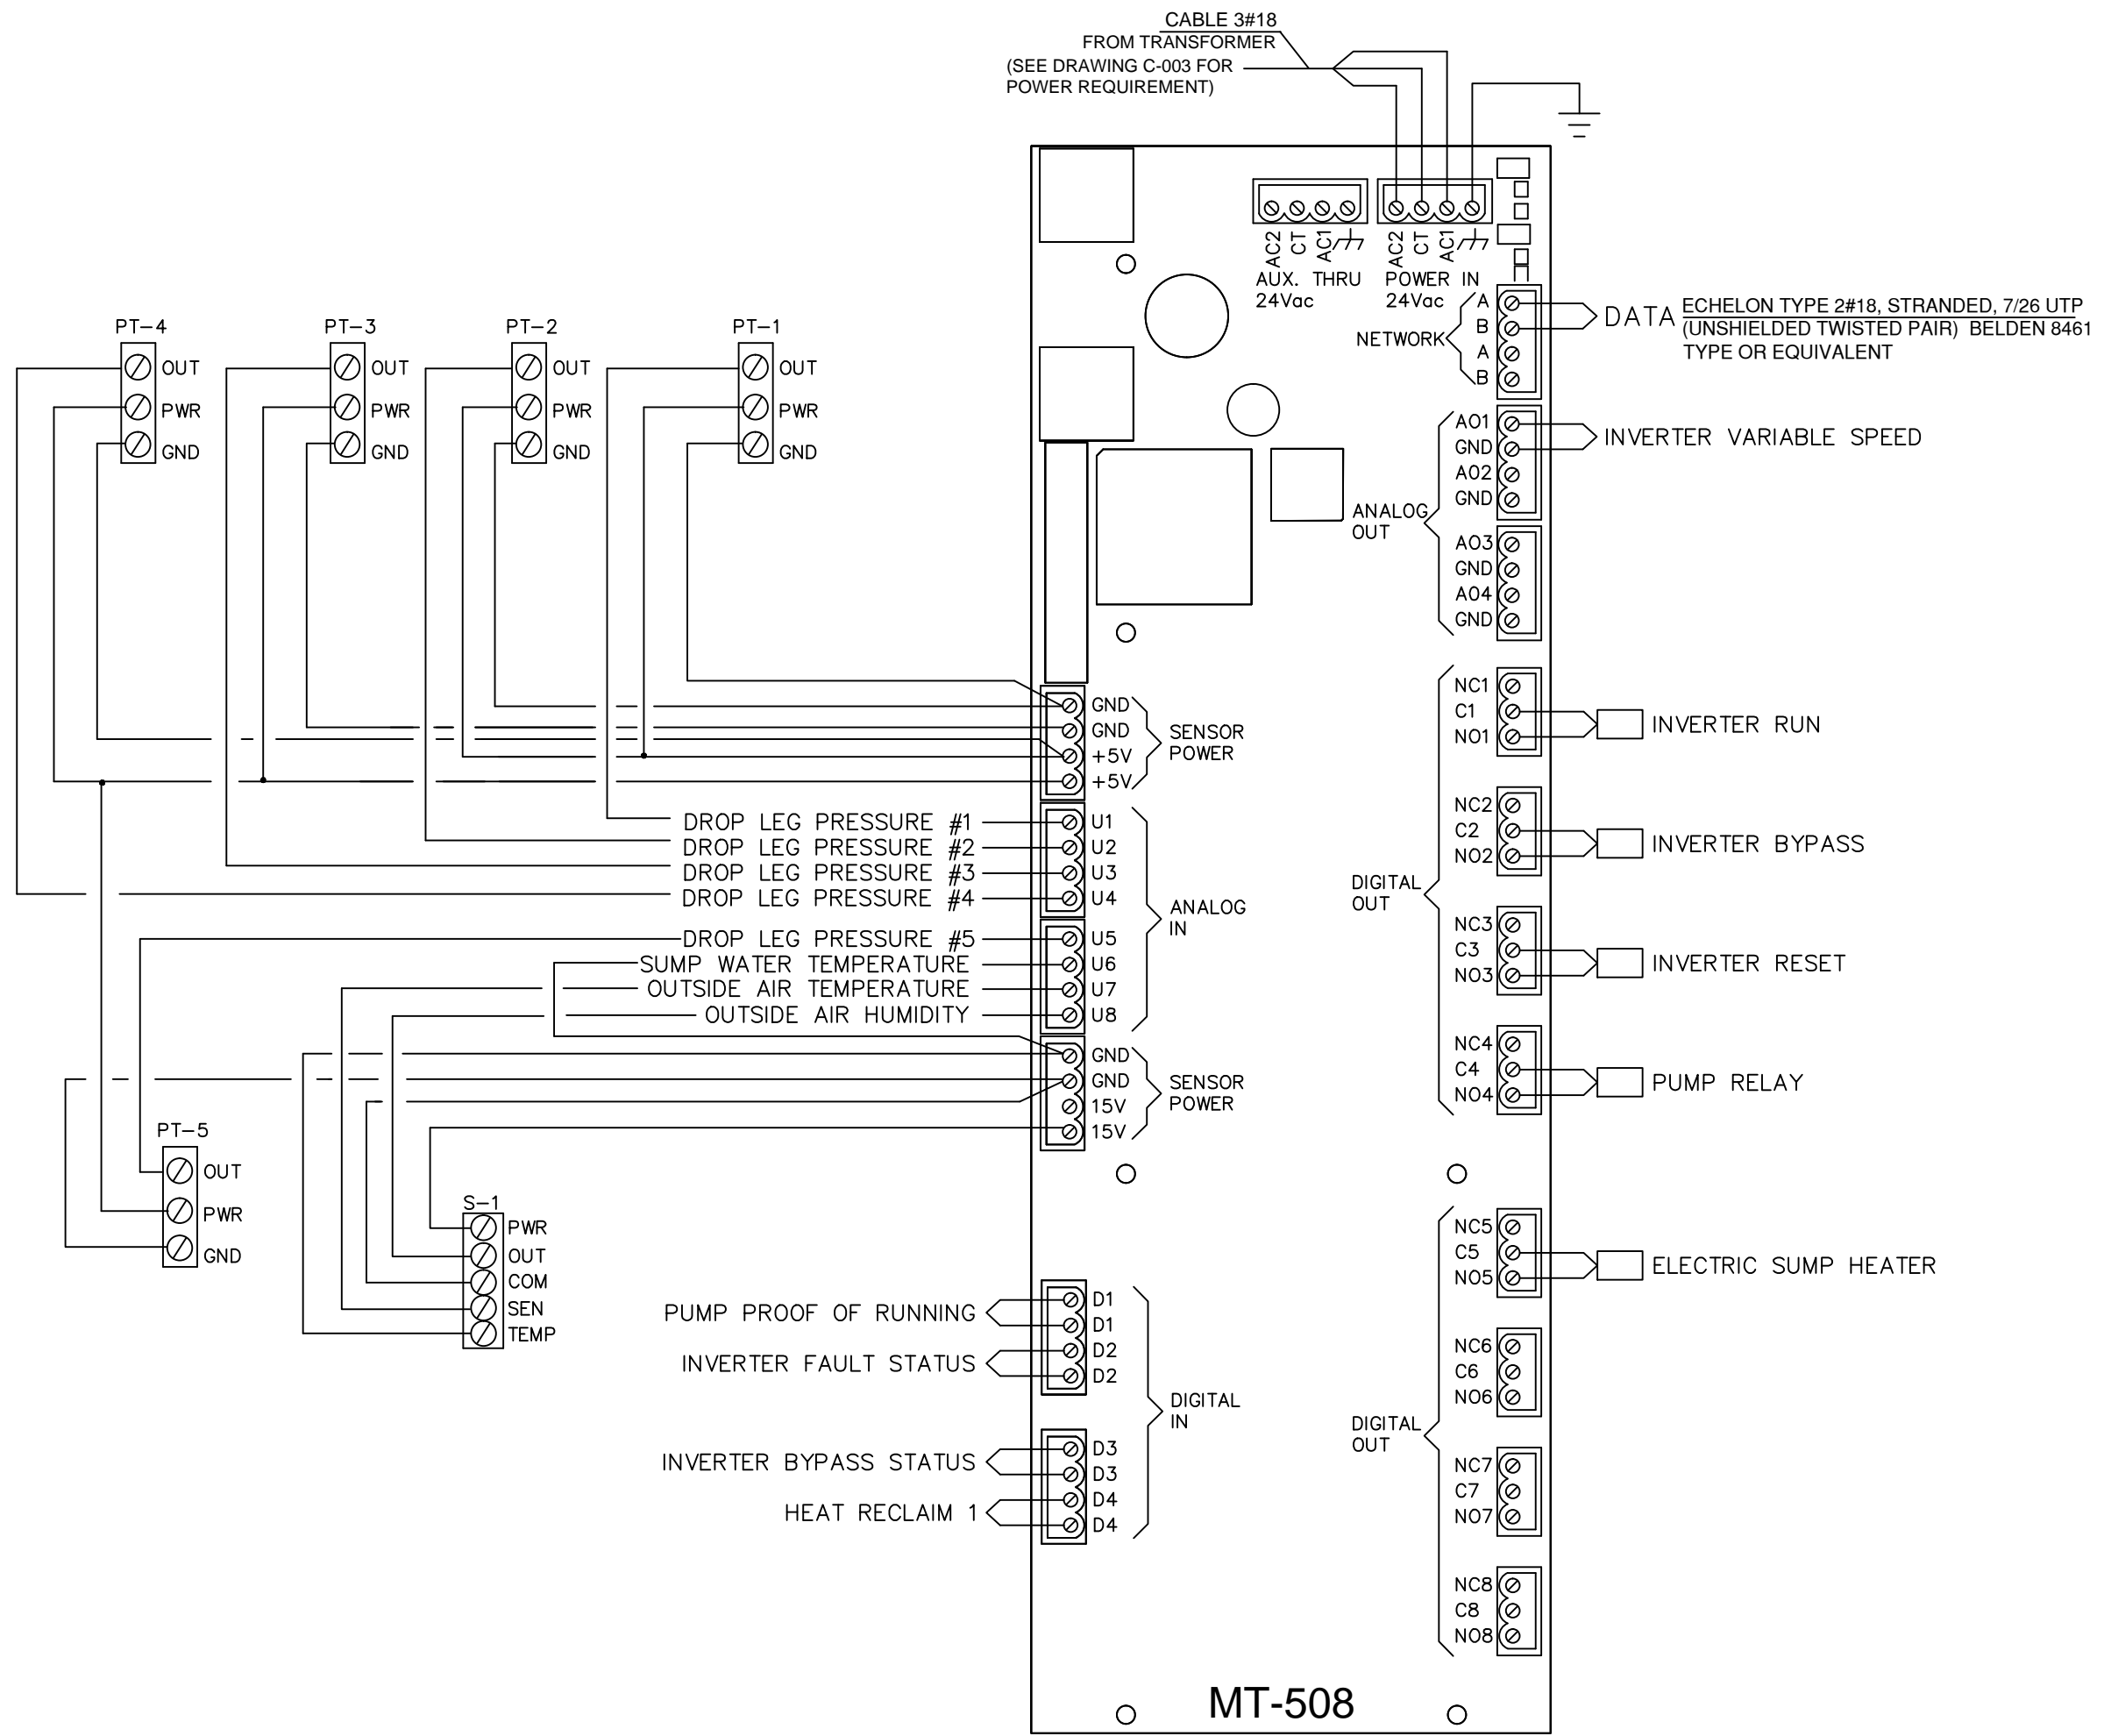 CABLE 3#18
FROM TRANSFORMER
(SEE DRAWING C-003 FOR
POWER REQUIREMENT)
AC2
CT
AC1
AUX. THRU
24Vac
AC2
CT
AC1
POWER IN
24Vac
NETWORK
A
B
A
B
DATA
ECHELON TYPE 2#18, STRANDED, 7/26 UTP
(UNSHIELDED TWISTED PAIR) BELDEN 8461
TYPE OR EQUIVALENT
PT-4
OUT
PWR
GND
PT-3
OUT
PWR
GND
PT-2
OUT
PWR
GND
PT-1
OUT
PWR
GND
ANALOG
OUT
AO1
GND
AO2
GND
INVERTER VARIABLE SPEED
AO3
GND
AO4
GND
GND
GND
+5V
+5V
SENSOR
POWER
DROP LEG PRESSURE #1
U1
DROP LEG PRESSURE #2
U2
DROP LEG PRESSURE #3
U3
DROP LEG PRESSURE #4
U4
DROP LEG PRESSURE #5
U5
SUMP WATER TEMPERATURE
U6
OUTSIDE AIR TEMPERATURE
U7
OUTSIDE AIR HUMIDITY
U8
ANALOG
IN
GND
GND
15V
15V
SENSOR
POWER
DIGITAL
OUT
NC1
C1
NO1
INVERTER RUN
NC2
C2
NO2
INVERTER BYPASS
NC3
C3
NO3
INVERTER RESET
NC4
C4
NO4
PUMP RELAY
PT-5
OUT
PWR
GND
S-1
PWR
OUT
COM
SEN
TEMP
PUMP PROOF OF RUNNING
D1
D1
INVERTER FAULT STATUS
D2
D2
INVERTER BYPASS STATUS
D3
D3
HEAT RECLAIM 1
D4
D4
DIGITAL
IN
DIGITAL
OUT
NC5
C5
NO5
ELECTRIC SUMP HEATER
NC6
C6
NO6
NC7
C7
NO7
NC8
C8
NO8
MT-508